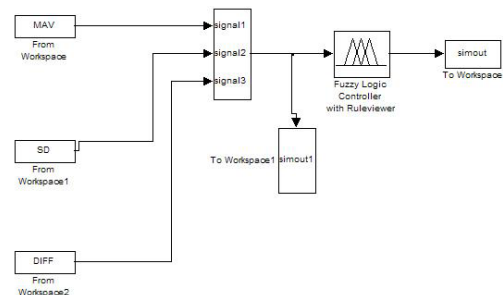 MAV
From
Workspace
signal1
signal2
signal3
Fuzzy Logic
Controller
with Ruleviewer
simout
To Workspace
SD
From
Workspace1
To Workspace1
simout1
DIFF
From
Workspace2